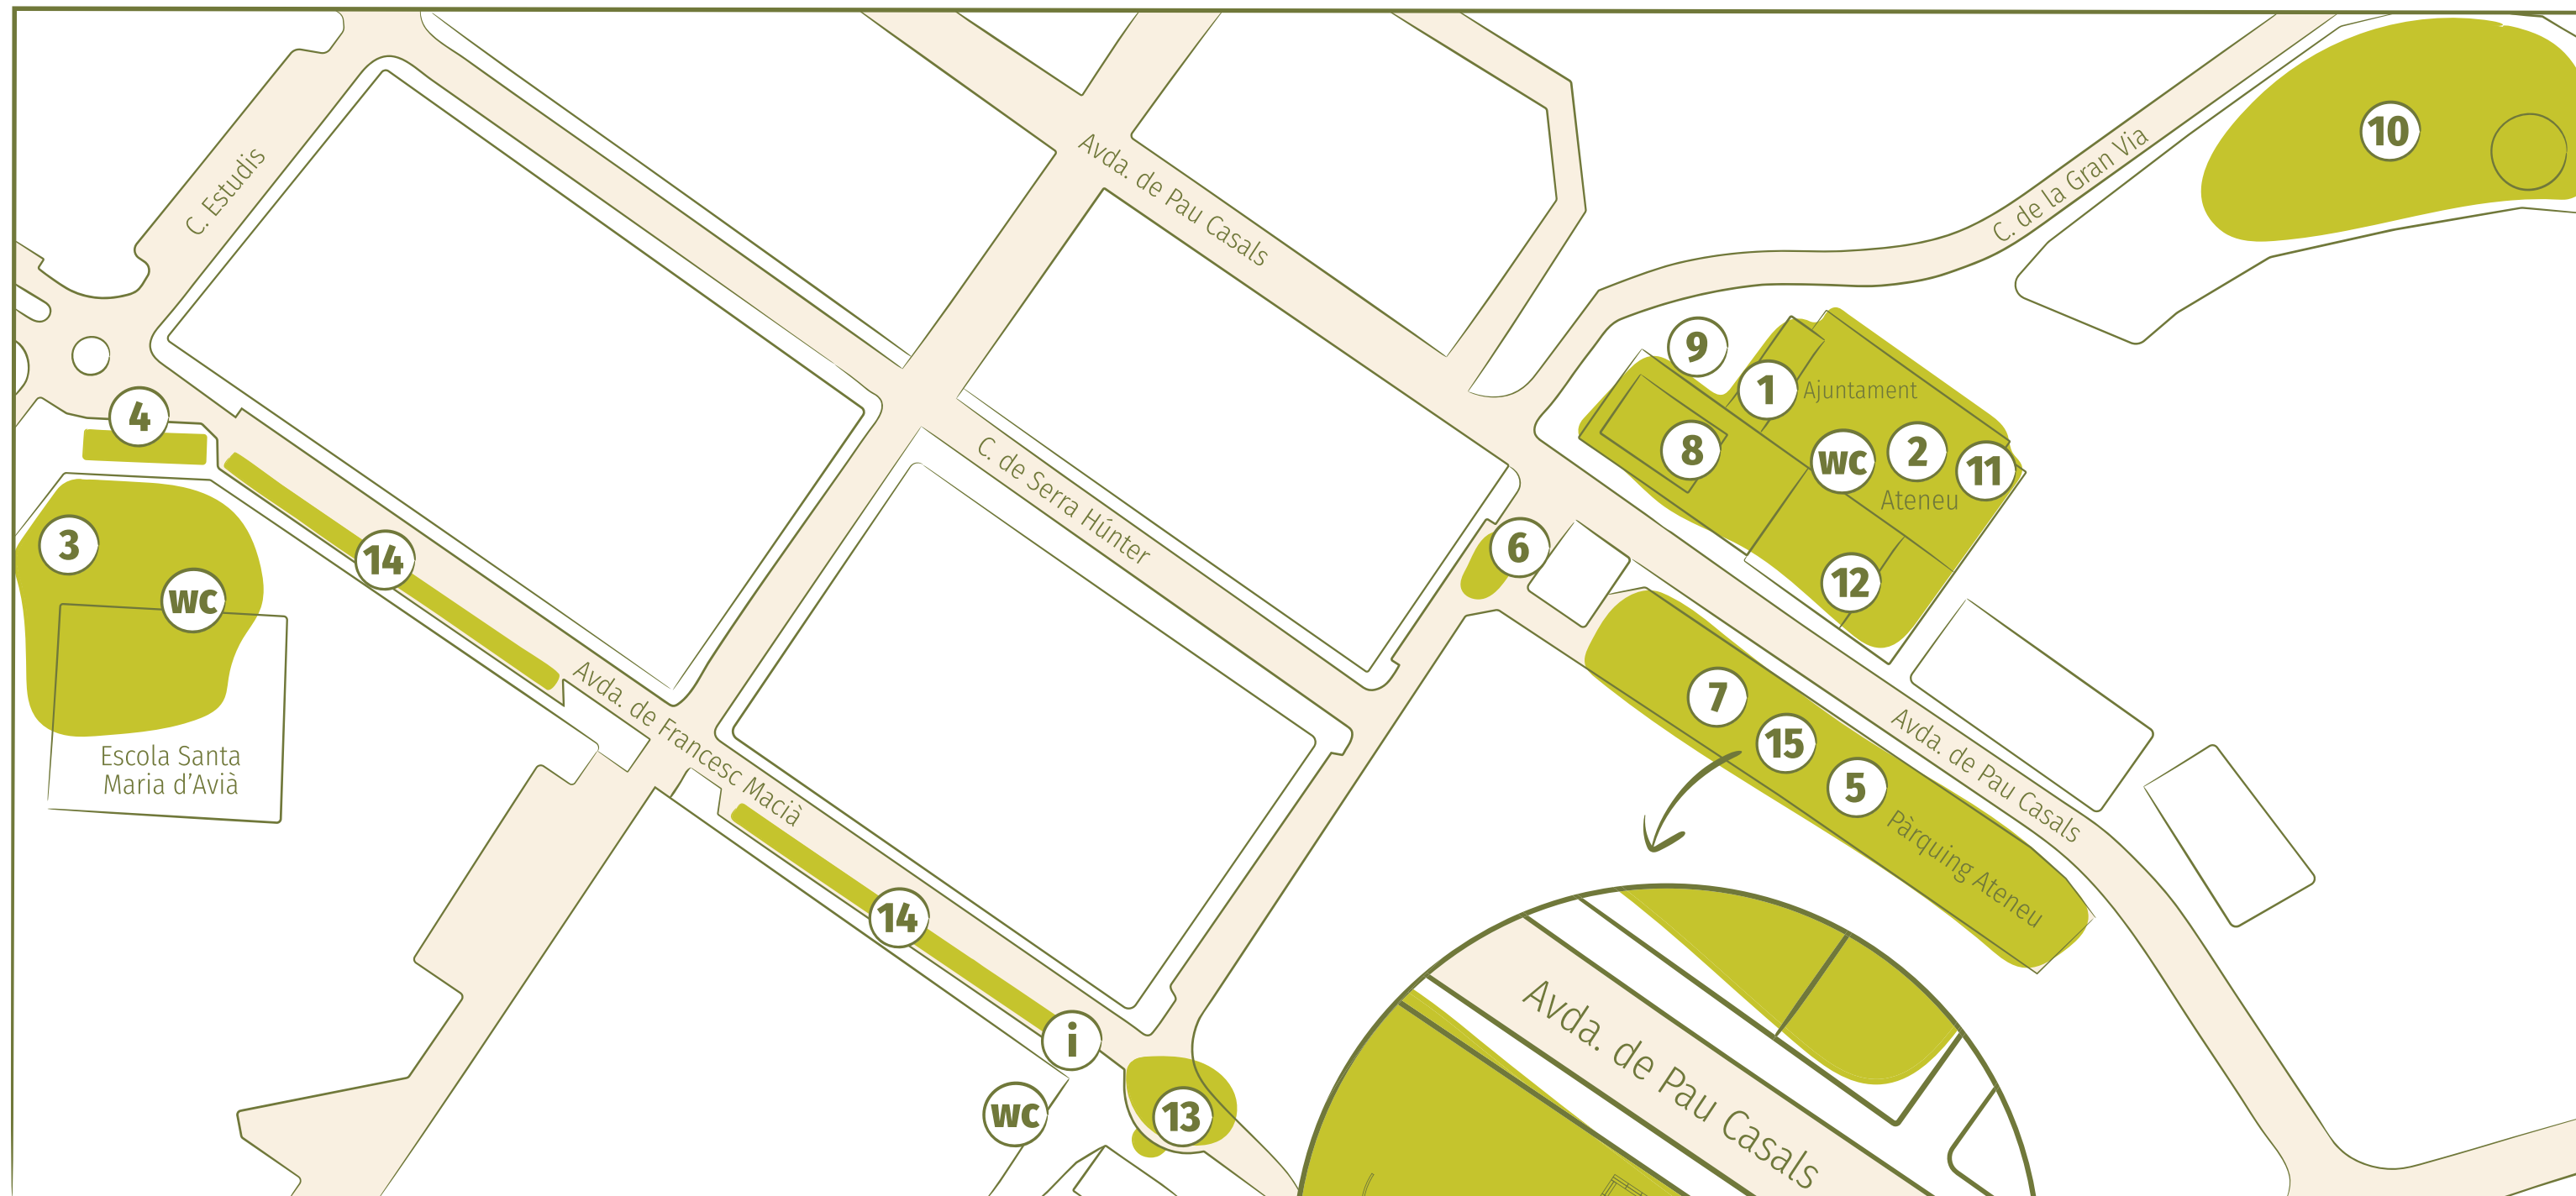 10
C. Estudis
Avda. de Pau Casals
C. de la Gran Via
9
1
Ajuntament
4
8
WC
2
11
Ateneu
C. de Serra Húnter
3
14
6
12
WC
Avda. de Francesc Macià
7
15
5
Avda. de Pau Casals
Pàrquing Ateneu
Escola Santa
Maria d'Avià
14
i
WC
13
Avda. de Pau Casals